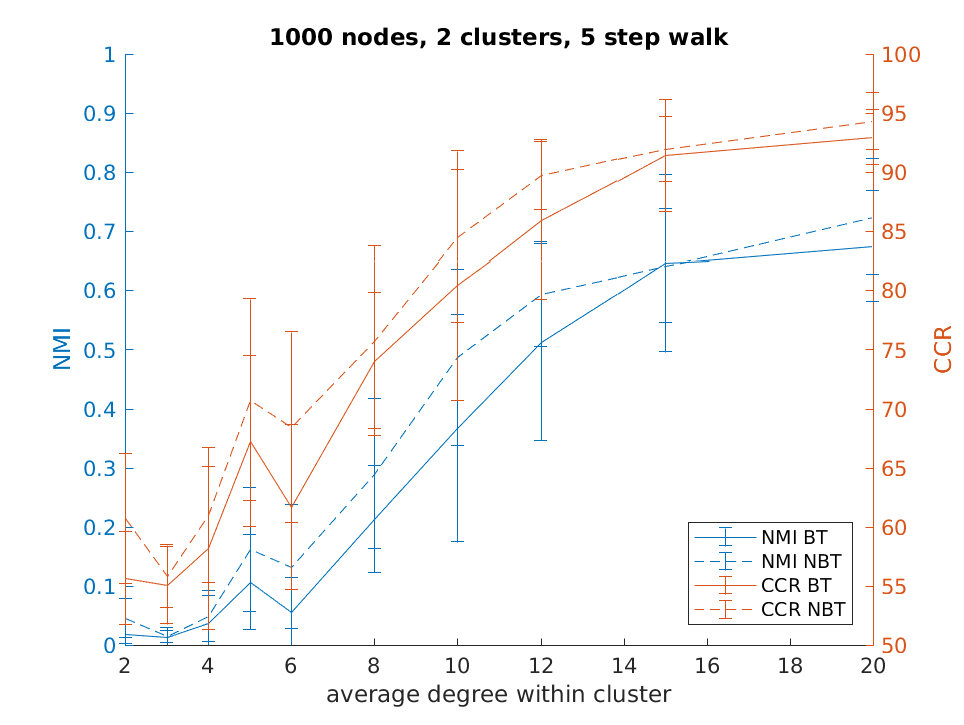 1000 nodes, 2 clusters, 5 step walk
1
0.9
0.8
0.7
0.6
0.5
0.4
0.3
0.2
0.1
0
NMI
100
95
90
85
80
75
70
65
60
55
50
CCR
NMI BT
NMI NBT
CCR BT
CCR NBT
2 4 6 8 10 12 14 16 18 20
average degree within cluster